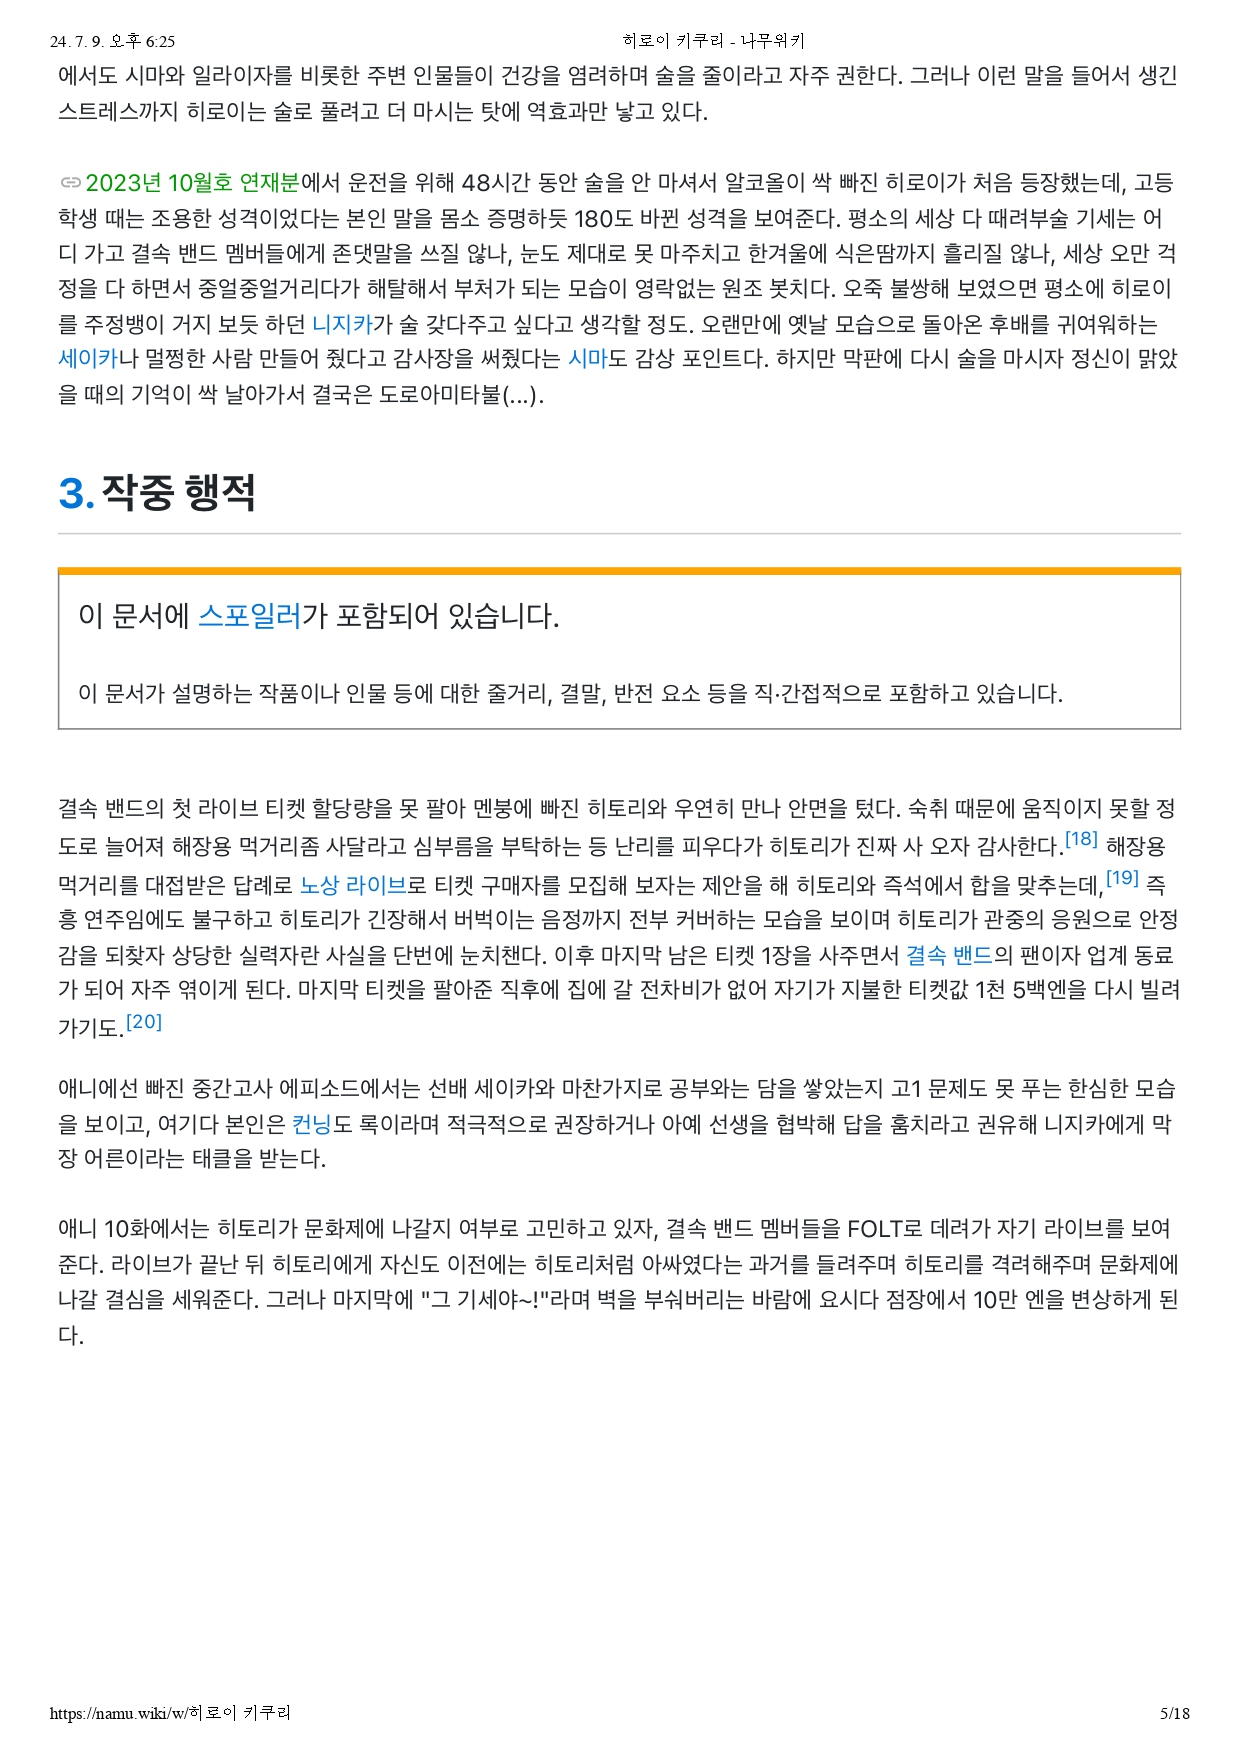 24. 7. 9. 오후 6:25
히로이 키쿠리 - 나무위키
에서도 시마와 일라이자를 비롯한 주변 인물들이 건강을 염려하며 술을 줄이라고 자주 권한다. 그러나 이런 말을 들어서 생긴
스트레스까지 히로이는 술로 풀려고 더 마시는 탓에 역효과만 낳고 있다.
2023년 10월호 연재분에서 운전을 위해 48시간 동안 술을 안 마셔서 알코올이 싹 빠진 히로이가 처음 등장했는데, 고등
학생 때는 조용한 성격이었다는 본인 말을 몸소 증명하듯 180도 바뀐 성격을 보여준다. 평소의 세상 다 때려부술 기세는 어
디 가고 결속 밴드 멤버들에게 존댓말을 쓰질 않나, 눈도 제대로 못 마주치고 한겨울에 식은땀까지 흘리질 않나, 세상 오만 걱
정을 다 하면서 중얼중얼거리다가 해탈해서 부처가 되는 모습이 영락없는 원조 봇치다. 오죽 불쌍해 보였으면 평소에 히로이
를 주정뱅이 거지 보듯 하던 니지카가 술 갖다주고 싶다고 생각할 정도. 오랜만에 옛날 모습으로 돌아온 후배를 귀여워하는
세이카나 멀쩡한 사람 만들어 줬다고 감사장을 써줬다는 시마도 감상 포인트다. 하지만 막판에 다시 술을 마시자 정신이 맑았
을 때의 기억이 싹 날아가서 결국은 도로아미타불(...).
3. 작중 행적
이 문서에 스포일러가 포함되어 있습니다.
이 문서가 설명하는 작품이나 인물 등에 대한 줄거리, 결말, 반전 요소 등을 직·간접적으로 포함하고 있습니다.
결속 밴드의 첫 라이브 티켓 할당량을 못 팔아 멘붕에 빠진 히토리와 우연히 만나 안면을 텄다. 숙취 때문에 움직이지 못할 정
도로 늘어져 해장용 먹거리좀 사달라고 심부름을 부탁하는 등 난리를 피우다가 히토리가 진짜 사 오자 감사한다.[18] 해장용
먹거리를 대접받은 답례로 노상 라이브로 티켓 구매자를 모집해 보자는 제안을 해 히토리와 즉석에서 합을 맞추는데,[19] 즉
흥 연주임에도 불구하고 히토리가 긴장해서 버벅이는 음정까지 전부 커버하는 모습을 보이며 히토리가 관중의 응원으로 안정
감을 되찾자 상당한 실력자란 사실을 단번에 눈치챈다. 이후 마지막 남은 티켓 1장을 사주면서 결속 밴드의 팬이자 업계 동료
가 되어 자주 엮이게 된다. 마지막 티켓을 팔아준 직후에 집에 갈 전차비가 없어 자기가 지불한 티켓값 1천 5백엔을 다시 빌려
가기도.[20]
애니에선 빠진 중간고사 에피소드에서는 선배 세이카와 마찬가지로 공부와는 담을 쌓았는지 고1 문제도 못 푸는 한심한 모습
을 보이고, 여기다 본인은 컨닝도 록이라며 적극적으로 권장하거나 아예 선생을 협박해 답을 훔치라고 권유해 니지카에게 막
장 어른이라는 태클을 받는다.
애니 10화에서는 히토리가 문화제에 나갈지 여부로 고민하고 있자, 결속 밴드 멤버들을 FOLT로 데려가 자기 라이브를 보여
준다. 라이브가 끝난 뒤 히토리에게 자신도 이전에는 히토리처럼 아싸였다는 과거를 들려주며 히토리를 격려해주며 문화제에
나갈 결심을 세워준다. 그러나 마지막에 "그 기세야~!"라며 벽을 부숴버리는 바람에 요시다 점장에서 10만 엔을 변상하게 된
다.
https://namu.wiki/w/히로이 키쿠리
5/18